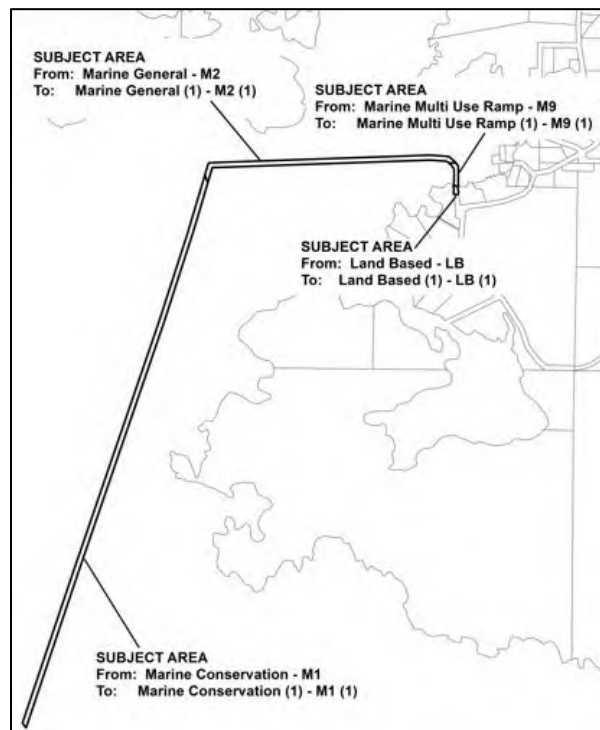 SUBJECT AREA
From: Marine General - M2
To: Marine General (1) - M2 (1)
SUBJECT AREA
From: Marine Multi Use Ramp - M9
To: Marine Multi Use Ramp (1) - M9 (1)
SUBJECT AREA
From: Land Based - LB
To: Land Based (1) - LB (1)
SUBJECT AREA
From: Marine Conservation - M1
To: Marine Conservation (1) - M1 (1)